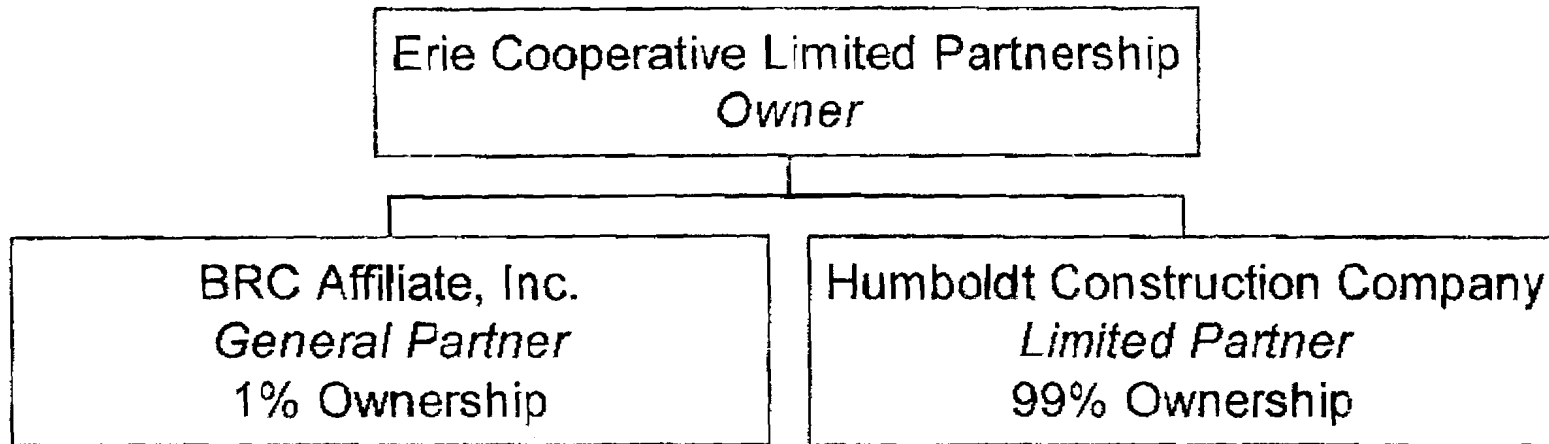 Erie Cooperative Limited Partnership
Owner
BRC Affiliate, Inc.
General Partner
1% Ownership
Humboldt Construction Company
Limited Partner
99% Ownership